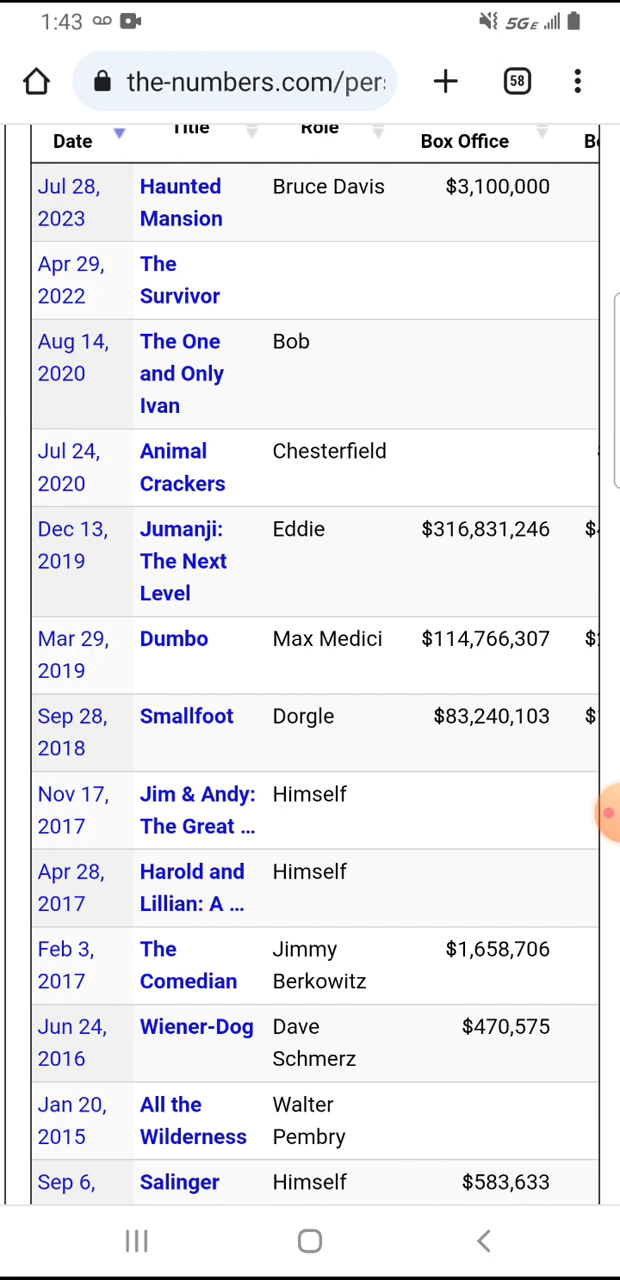 1:43 5GE
the-numbers.com/per: 58
Date Title Role Box Office B
Jul 28, Haunted Bruce Davis $3,100,000
2023 Mansion
Apr 29, The
2022 Survivor
Aug 14, The One Bob
2020 and Only
Ivan
Jul 24, Animal Chesterfield
2020 Crackers
Dec 13, Jumanji: Eddie $316,831,246 $
2019 The Next
Level
Mar 29, Dumbo Max Medici $114,766,307 $
2019
Sep 28, Smallfoot Dorgle $83,240,103 $
2018
Nov 17, Jim & Andy: Himself
2017 The Great ...
Apr 28, Harold and Himself
2017 Lillian: A ...
Feb 3, The Jimmy $1,658,706
2017 Comedian Berkowitz
Jun 24, Wiener-Dog Dave $470,575
2016 Schmerz
Jan 20, All the Walter
2015 Wilderness Pembry
Sep 6, Salinger Himself $583,633